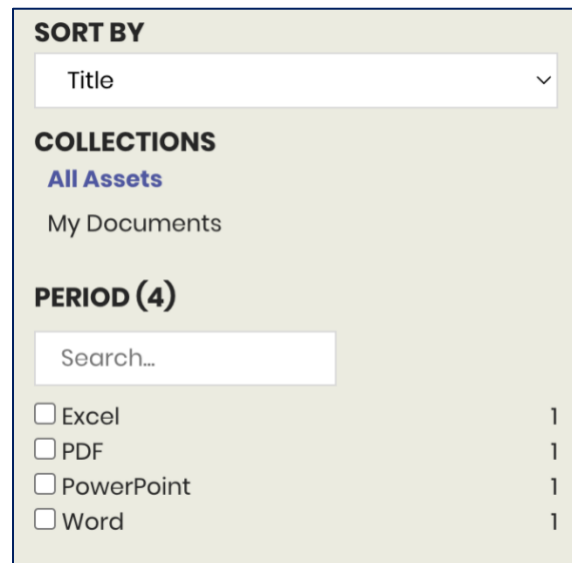 SORT BY
Title
COLLECTIONS
All Assets
My Documents
PERIOD (4)
Search...
Excel 1
PDF 1
PowerPoint 1
Word 1